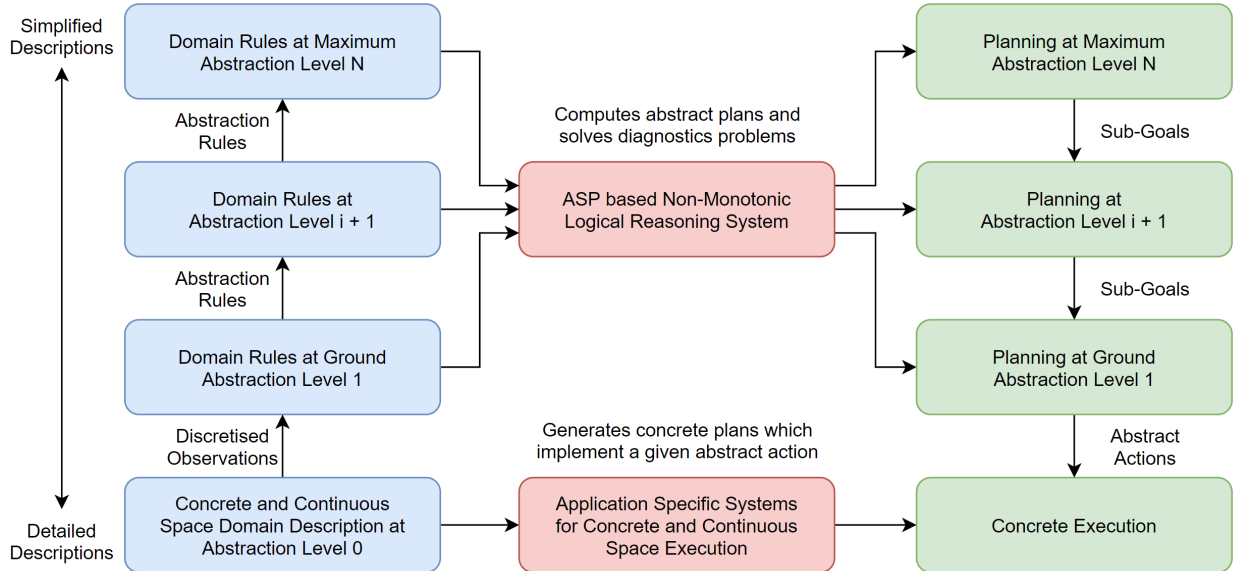 Simplified
Descriptions
Domain Rules at Maximum
Abstraction Level N
Planning at Maximum
Abstraction Level N
Abstraction
Rules
Computes abstract plans and
solves diagnostics problems
Sub-Goals
Domain Rules at
Abstraction Level i + 1
ASP based Non-Monotonic
Logical Reasoning System
Planning at
Abstraction Level i + 1
Abstraction
Rules
Sub-Goals
Domain Rules at Ground
Abstraction Level 1
Planning at Ground
Abstraction Level 1
Discretised
Observations
Generates concrete plans which
implement a given abstract action
Abstract
Actions
Detailed
Descriptions
Concrete and Continuous
Space Domain Description at
Abstraction Level 0
Application Specific Systems
for Concrete and Continuous
Space Execution
Concrete Execution